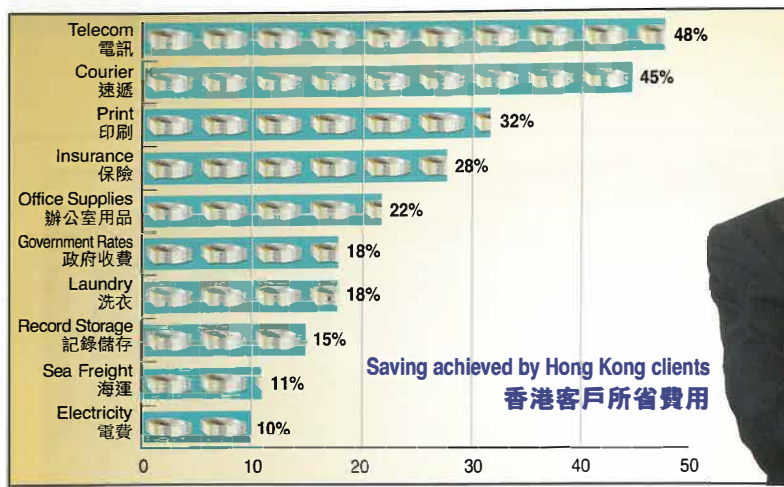 Telecom
電訊
48%
Courier
速遞
45%
Print
印刷
32%
Insurance
保險
28%
Office Supplies
辦公室用品
22%
Government Rates
政府收費
18%
Laundry
洗衣
18%
Record Storage
記錄儲存
15%
Sea Freight
海運
11%
Electricity
電費
10%
Saving achieved by Hong Kong clients
香港客戶所省費用
0 10 20 30 40 50